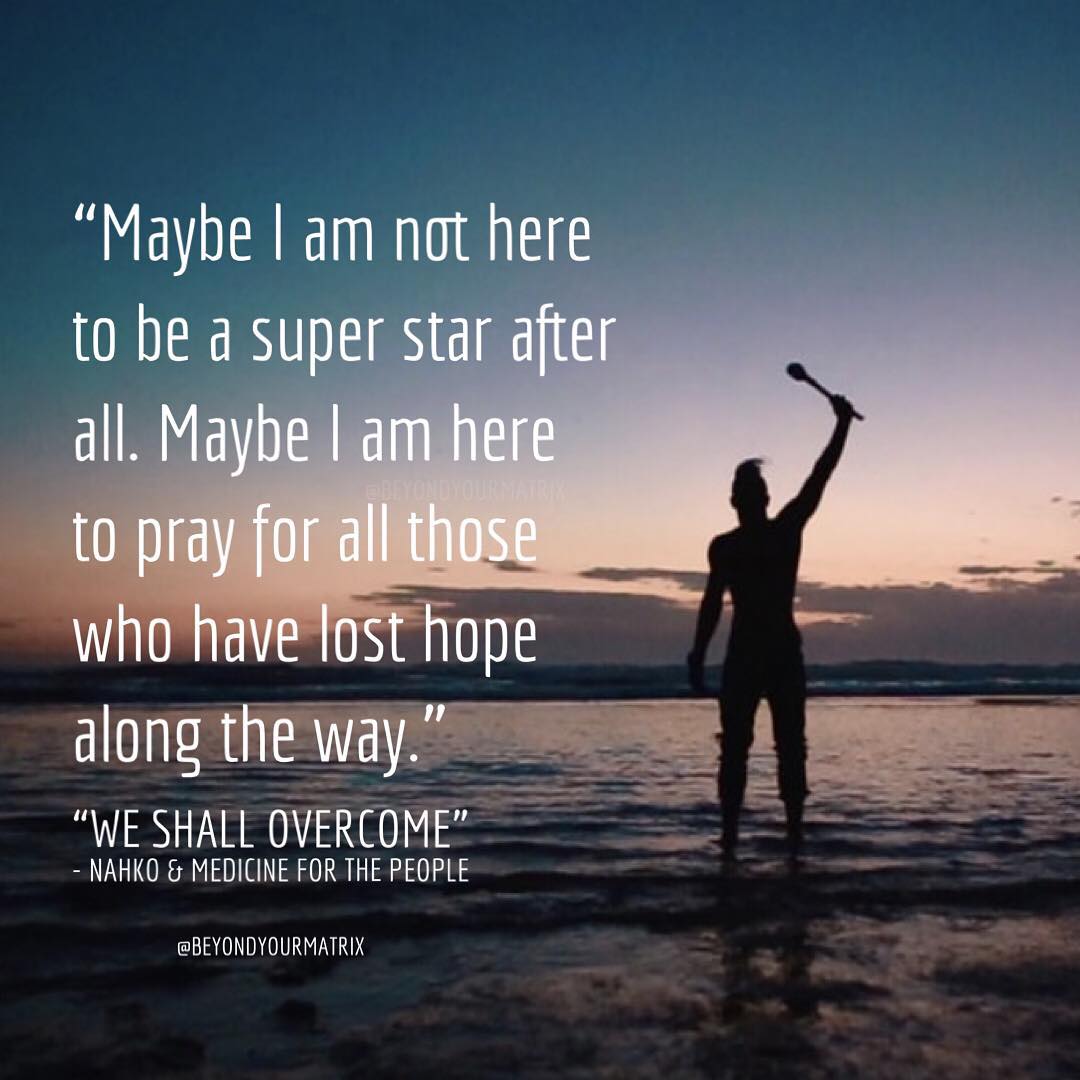 “Maybe I am not here
to be a super star after
all. Maybe I am here
@BEYONDYOURMATRIX
to pray for all those
who have lost hope
along the way.”
“WE SHALL OVERCOME”
- NAHKO & MEDICINE FOR THE PEOPLE
@BEYONDYOURMATRIX